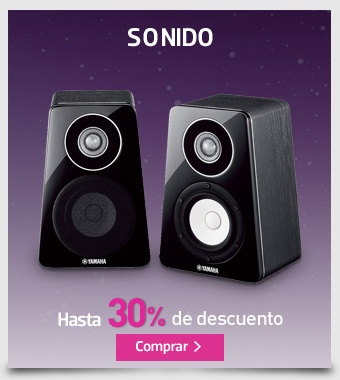 SONIDO
YAMAHA
YAMAHA
Hasta 30% de descuento
Comprar >